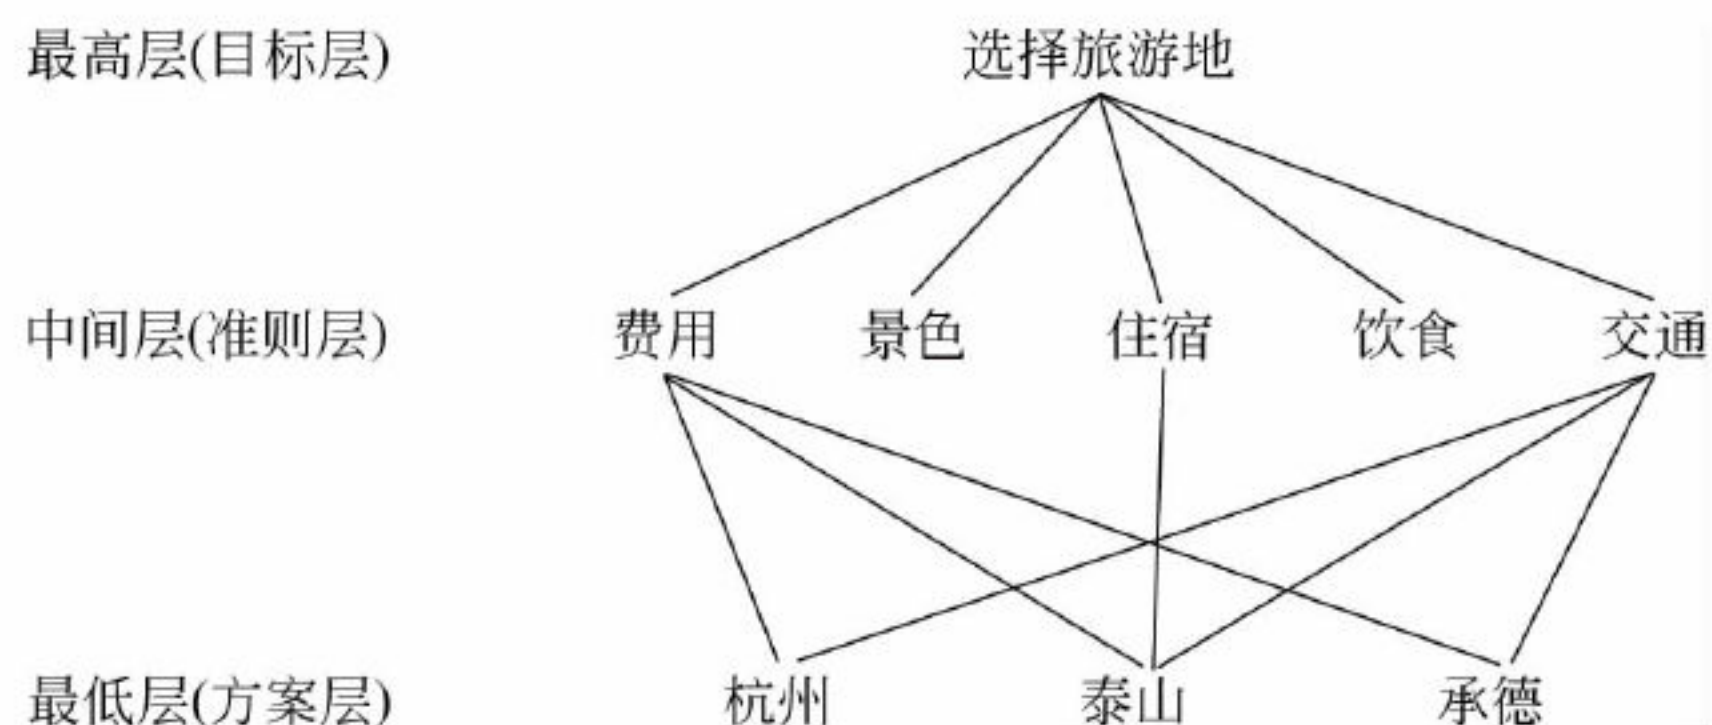 最高层(目标层) 选择旅游地
中间层(准则层) 费用 景色 住宿 饮食 交通
最低层(方案层) 杭州 泰山 承德